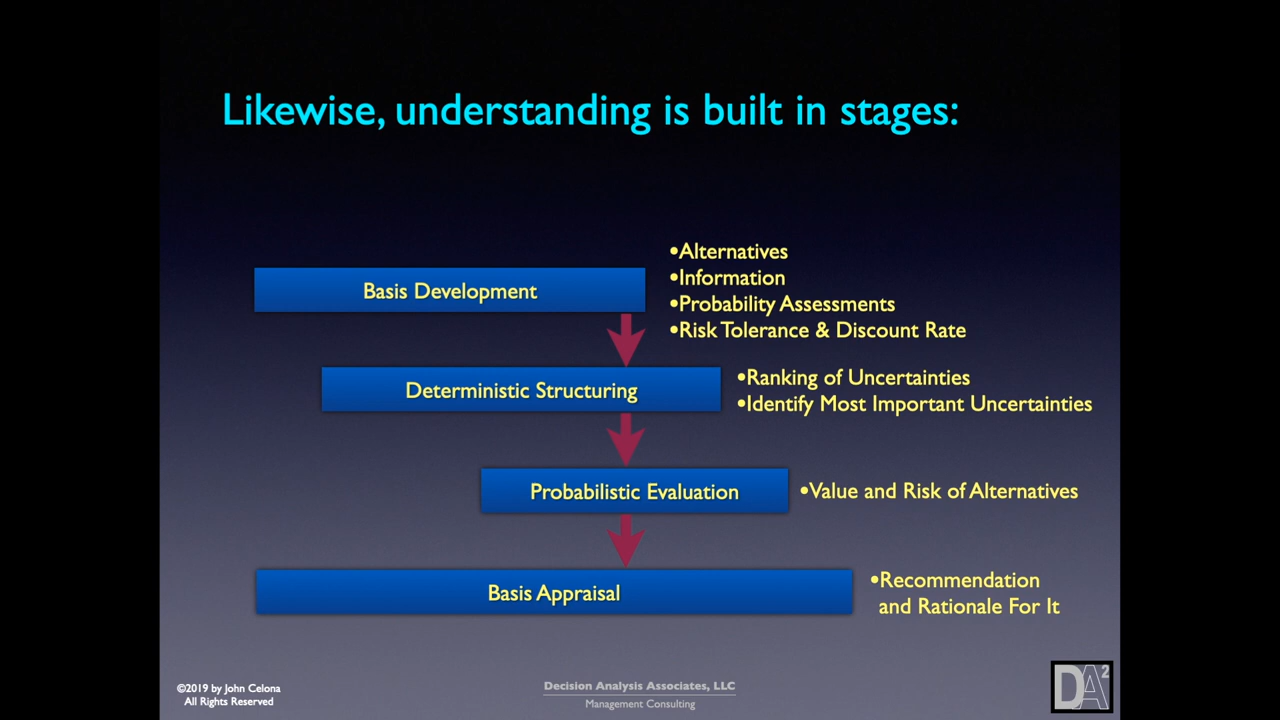 Likewise, understanding is built in stages:
Basis Development
•Alternatives
•Information
•Probability Assessments
•Risk Tolerance & Discount Rate
Deterministic Structuring
•Ranking of Uncertainties
•Identify Most Important Uncertainties
Probabilistic Evaluation
•Value and Risk of Alternatives
Basis Appraisal
•Recommendation
and Rationale For It
©2019 by John Celona
All Rights Reserved
Decision Analysis Associates, LLC
Management Consulting
DA2